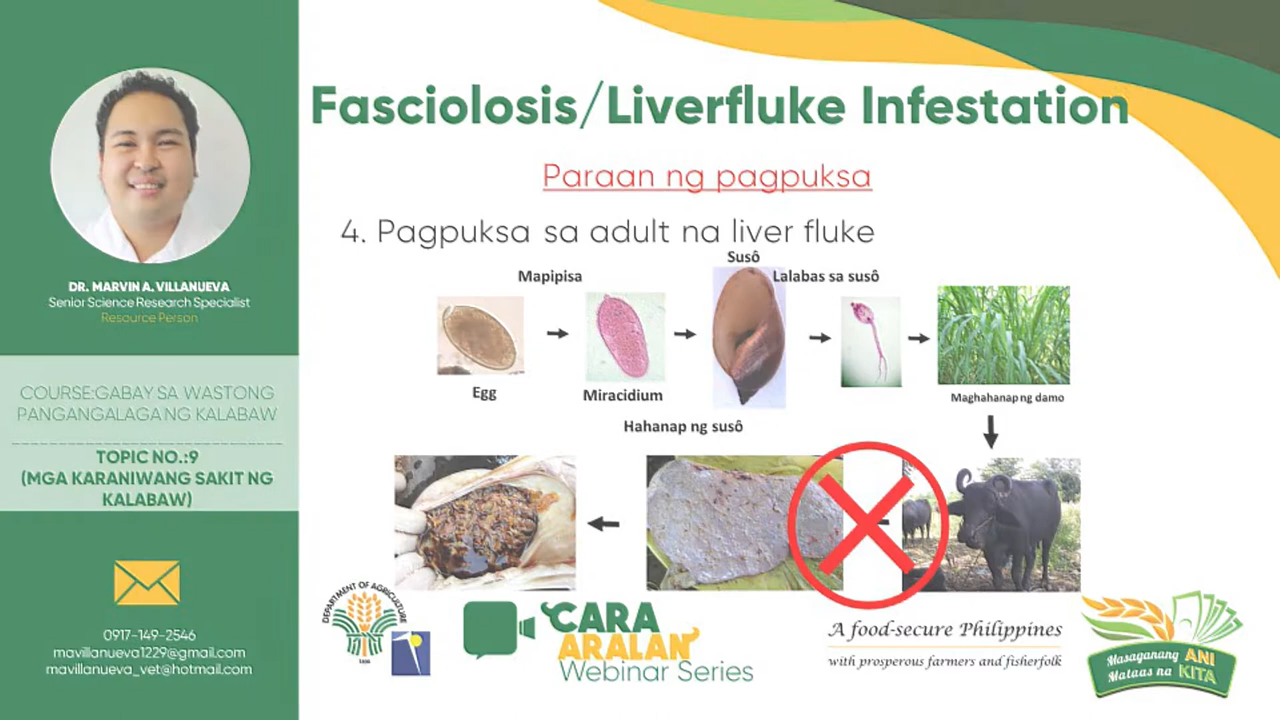 Fasciolosis/Liverfluke Infestation
Paraan ng pagpuksa
4. Pagpuksa sa adult na liver fluke
Susô
Mapipisa
Lalabas sa susô
Egg
Miracidium
Maghahanap ng damo
Hahanap ng susô
DR. MARVIN A. VILLANUEVA
Senior Science Research Specialist
Resource Person
COURSE:GABAY SA WASTONG
PANGANGALAGA NG KALABAW
TOPIC NO.:9
(MGA KARANIWANG SAKIT NG
KALABAW)
0917-149-2546
mavillanueva1229@gmail.com
mavillanueva_vet@hotmail.com
DEPARTMENT OF AGRICULTURE
CARA
ARALAN
Webinar Series
A food-secure Philippines
with prosperous farmers and fisherfolk
Masaganang ANI
Mataas na KITA